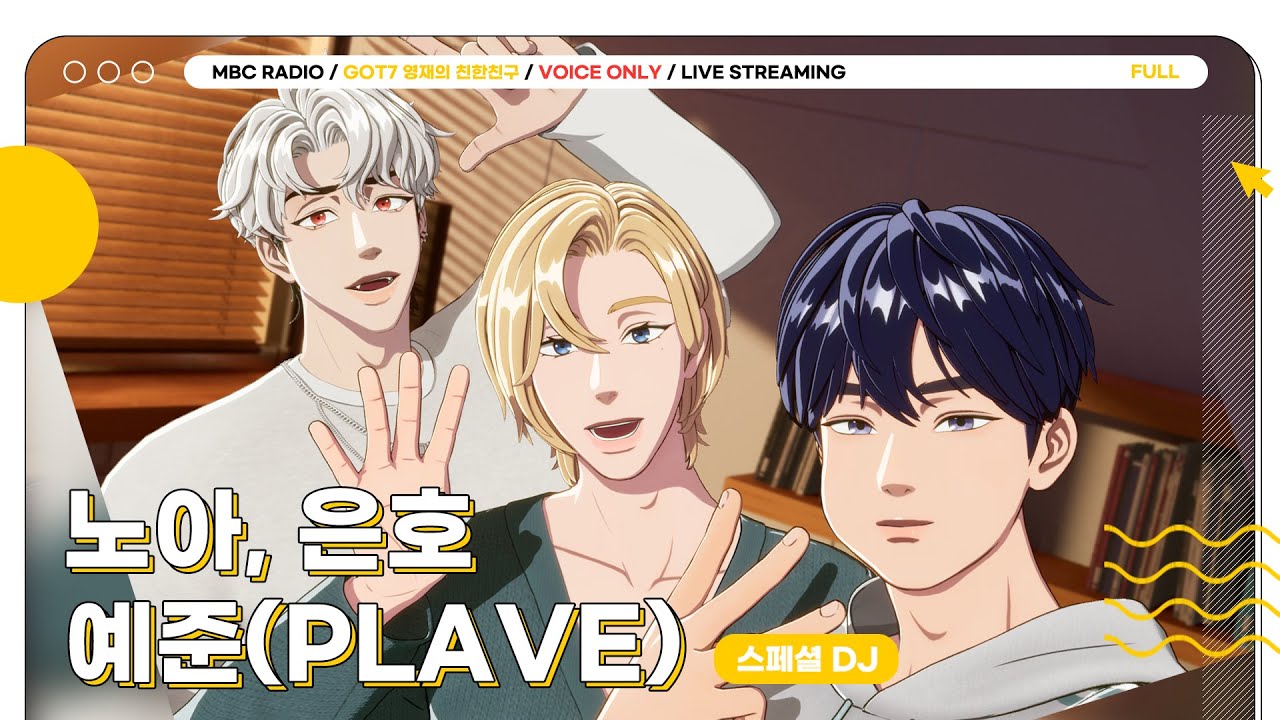 MBC RADIO / GOT7 영재의 친한친구 / VOICE ONLY / LIVE STREAMING
FULL
노아, 은호
예준(PLAVE)
스페셜 DJ